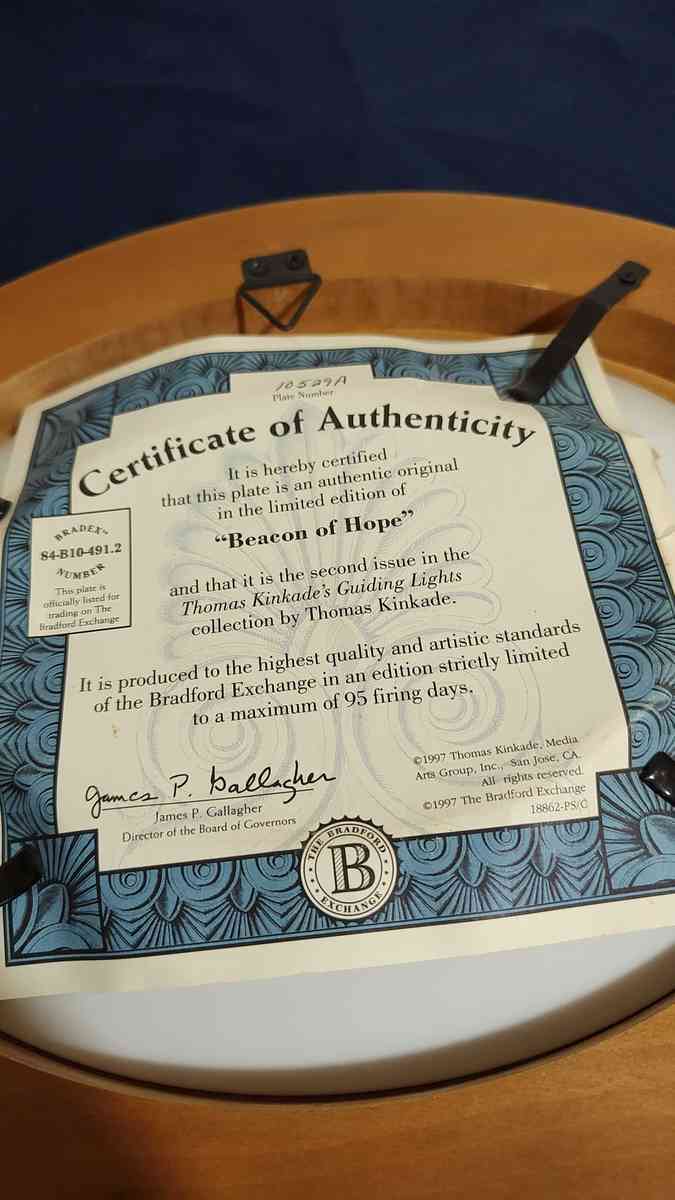 10529A
Plate Number
Certificate of Authenticity
It is hereby certified
that this plate is an authentic original
in the limited edition of
“Beacon of Hope”
and that it is the second issue in the
Thomas Kinkade’s Guiding Lights
collection by Thomas Kinkade.
BRADEX™
84-B10-491.2
NUMBER
This plate is
officially listed for
trading on The
Bradford Exchange
It is produced to the highest quality and artistic standards
of the Bradford Exchange in an edition strictly limited
to a maximum of 95 firing days.
James P. Gallagher
James P. Gallagher
Director of the Board of Governors
©1997 Thomas Kinkade, Media
Arts Group, Inc., San Jose, CA.
All rights reserved.
©1997 The Bradford Exchange
18862-PS/C
THE BRADFORD
B
EXCHANGE